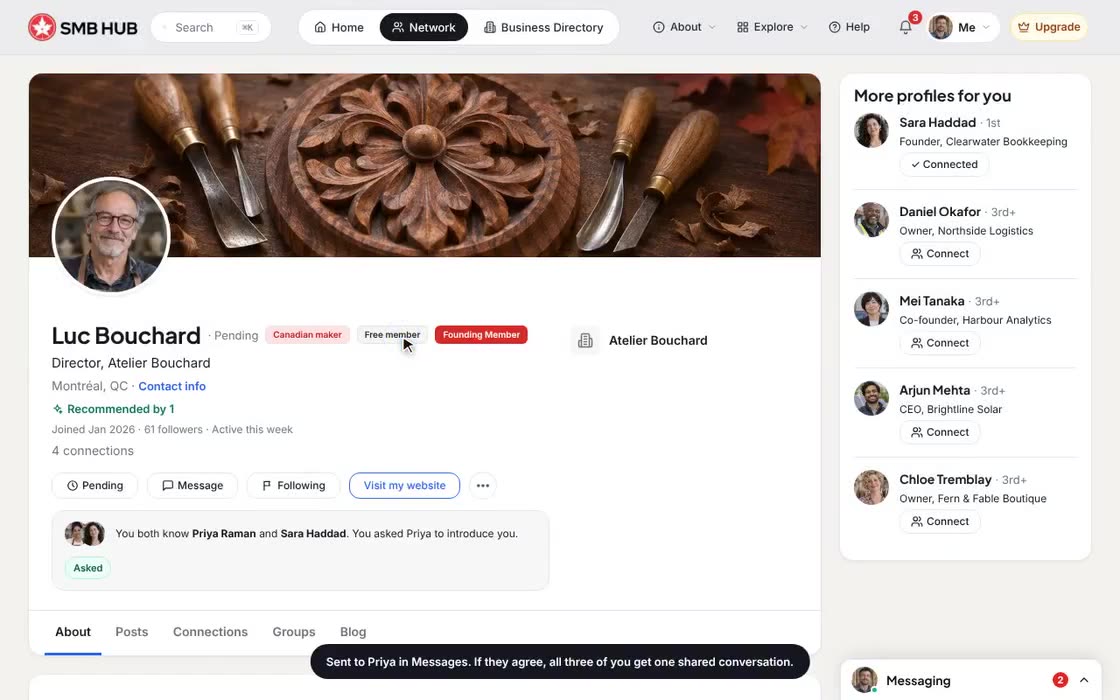 SMB HUB
Search
⌘K
Home
Network
Business Directory
About
Explore
Help
3
Me
Upgrade
Luc Bouchard · Pending
Canadian maker
Free member
Founding Member
Atelier Bouchard
Director, Atelier Bouchard
Montréal, QC · Contact info
Recommended by 1
Joined Jan 2026 · 61 followers · Active this week
4 connections
Pending
Message
Following
Visit my website
You both know Priya Raman and Sara Haddad. You asked Priya to introduce you.
Asked
About
Posts
Connections
Groups
Blog
Sent to Priya in Messages. If they agree, all three of you get one shared conversation.
More profiles for you
Sara Haddad · 1st
Founder, Clearwater Bookkeeping
Connected
Daniel Okafor · 3rd+
Owner, Northside Logistics
Connect
Mei Tanaka · 3rd+
Co-founder, Harbour Analytics
Connect
Arjun Mehta · 3rd+
CEO, Brightline Solar
Connect
Chloe Tremblay · 3rd+
Owner, Fern & Fable Boutique
Connect
Messaging
2